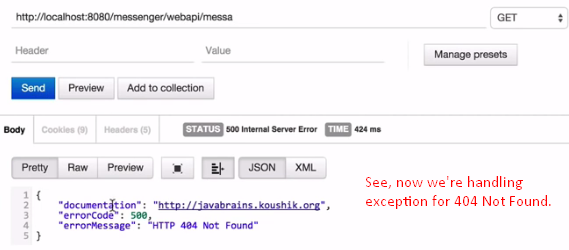 http://localhost:8080/messenger/webapi/messa GET
Header Value Manage presets
Send Preview Add to collection
Body Cookies (9) Headers (5) STATUS 500 Internal Server Error TIME 424 ms
Pretty Raw Preview JSON XML
1 {
2 "documentation": "http://javabrains.koushik.org",
3 "errorCode": 500,
4 "errorMessage": "HTTP 404 Not Found"
5 }
See, now we're handling
exception for 404 Not Found.